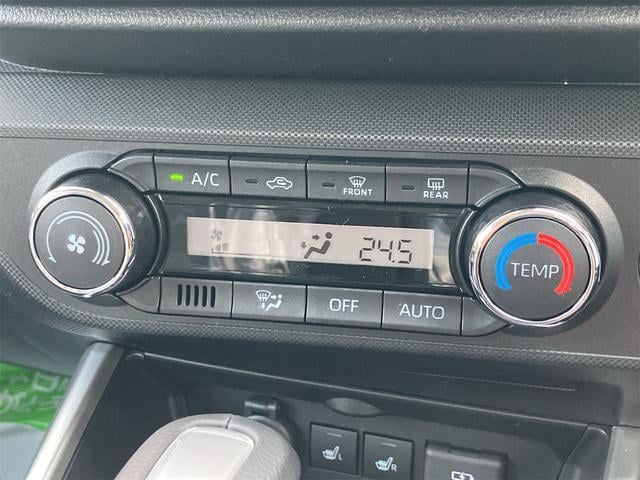 A/C
FRONT
REAR
24.5
TEMP
OFF
AUTO
L
R